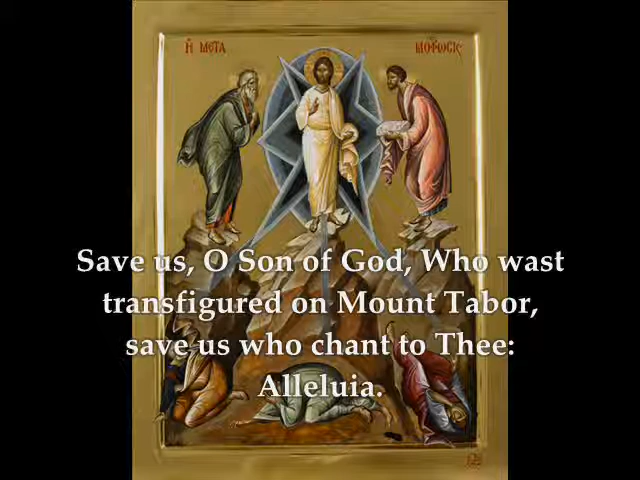 Ἡ ΜΕΤΑ ΜΟΡΦΩCΙC
Save us, O Son of God, Who wast
transfigured on Mount Tabor,
save us who chant to Thee:
Alleluia.